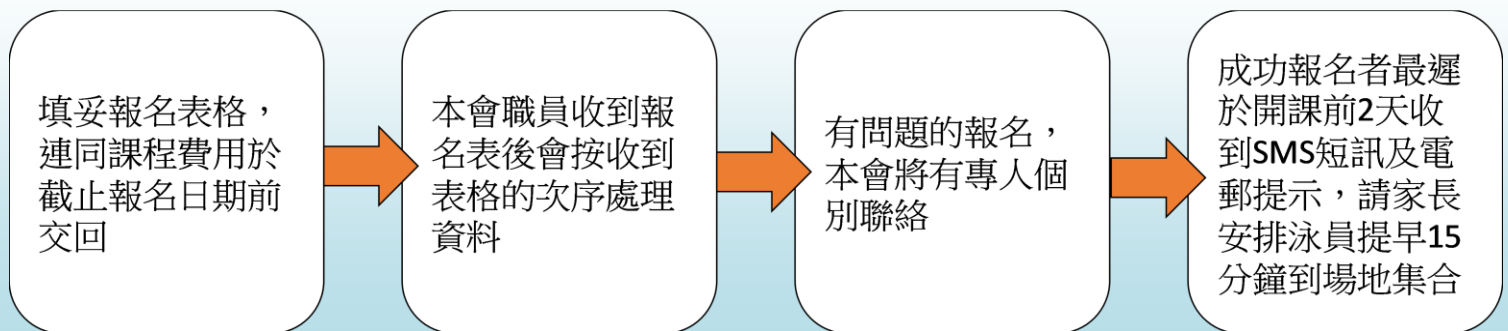 填妥報名表格，
連同課程費用於
截止報名日期前
交回
本會職員收到報
名表後會按收到
表格的次序處理
資料
有問題的報名，
本會將有專人個
別聯絡
成功報名者最遲
於開課前2天收
到SMS短訊及電
郵提示，請家長
安排泳員提早15
分鐘到場地集合